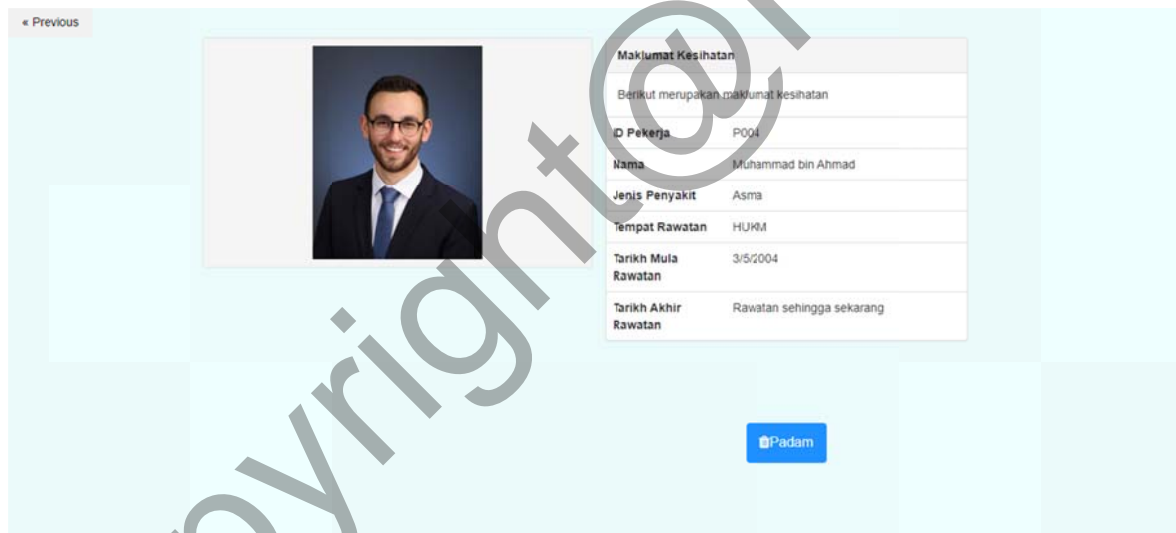 « Previous
Maklumat Kesihatan
Berikut merupakan maklumat kesihatan
ID Pekerja P004
Nama Muhammad bin Ahmad
Jenis Penyakit Asma
Tempat Rawatan HUKM
Tarikh Mula 3/5/2004
Rawatan
Tarikh Akhir Rawatan sehingga sekarang
Rawatan
Padam
pyright@